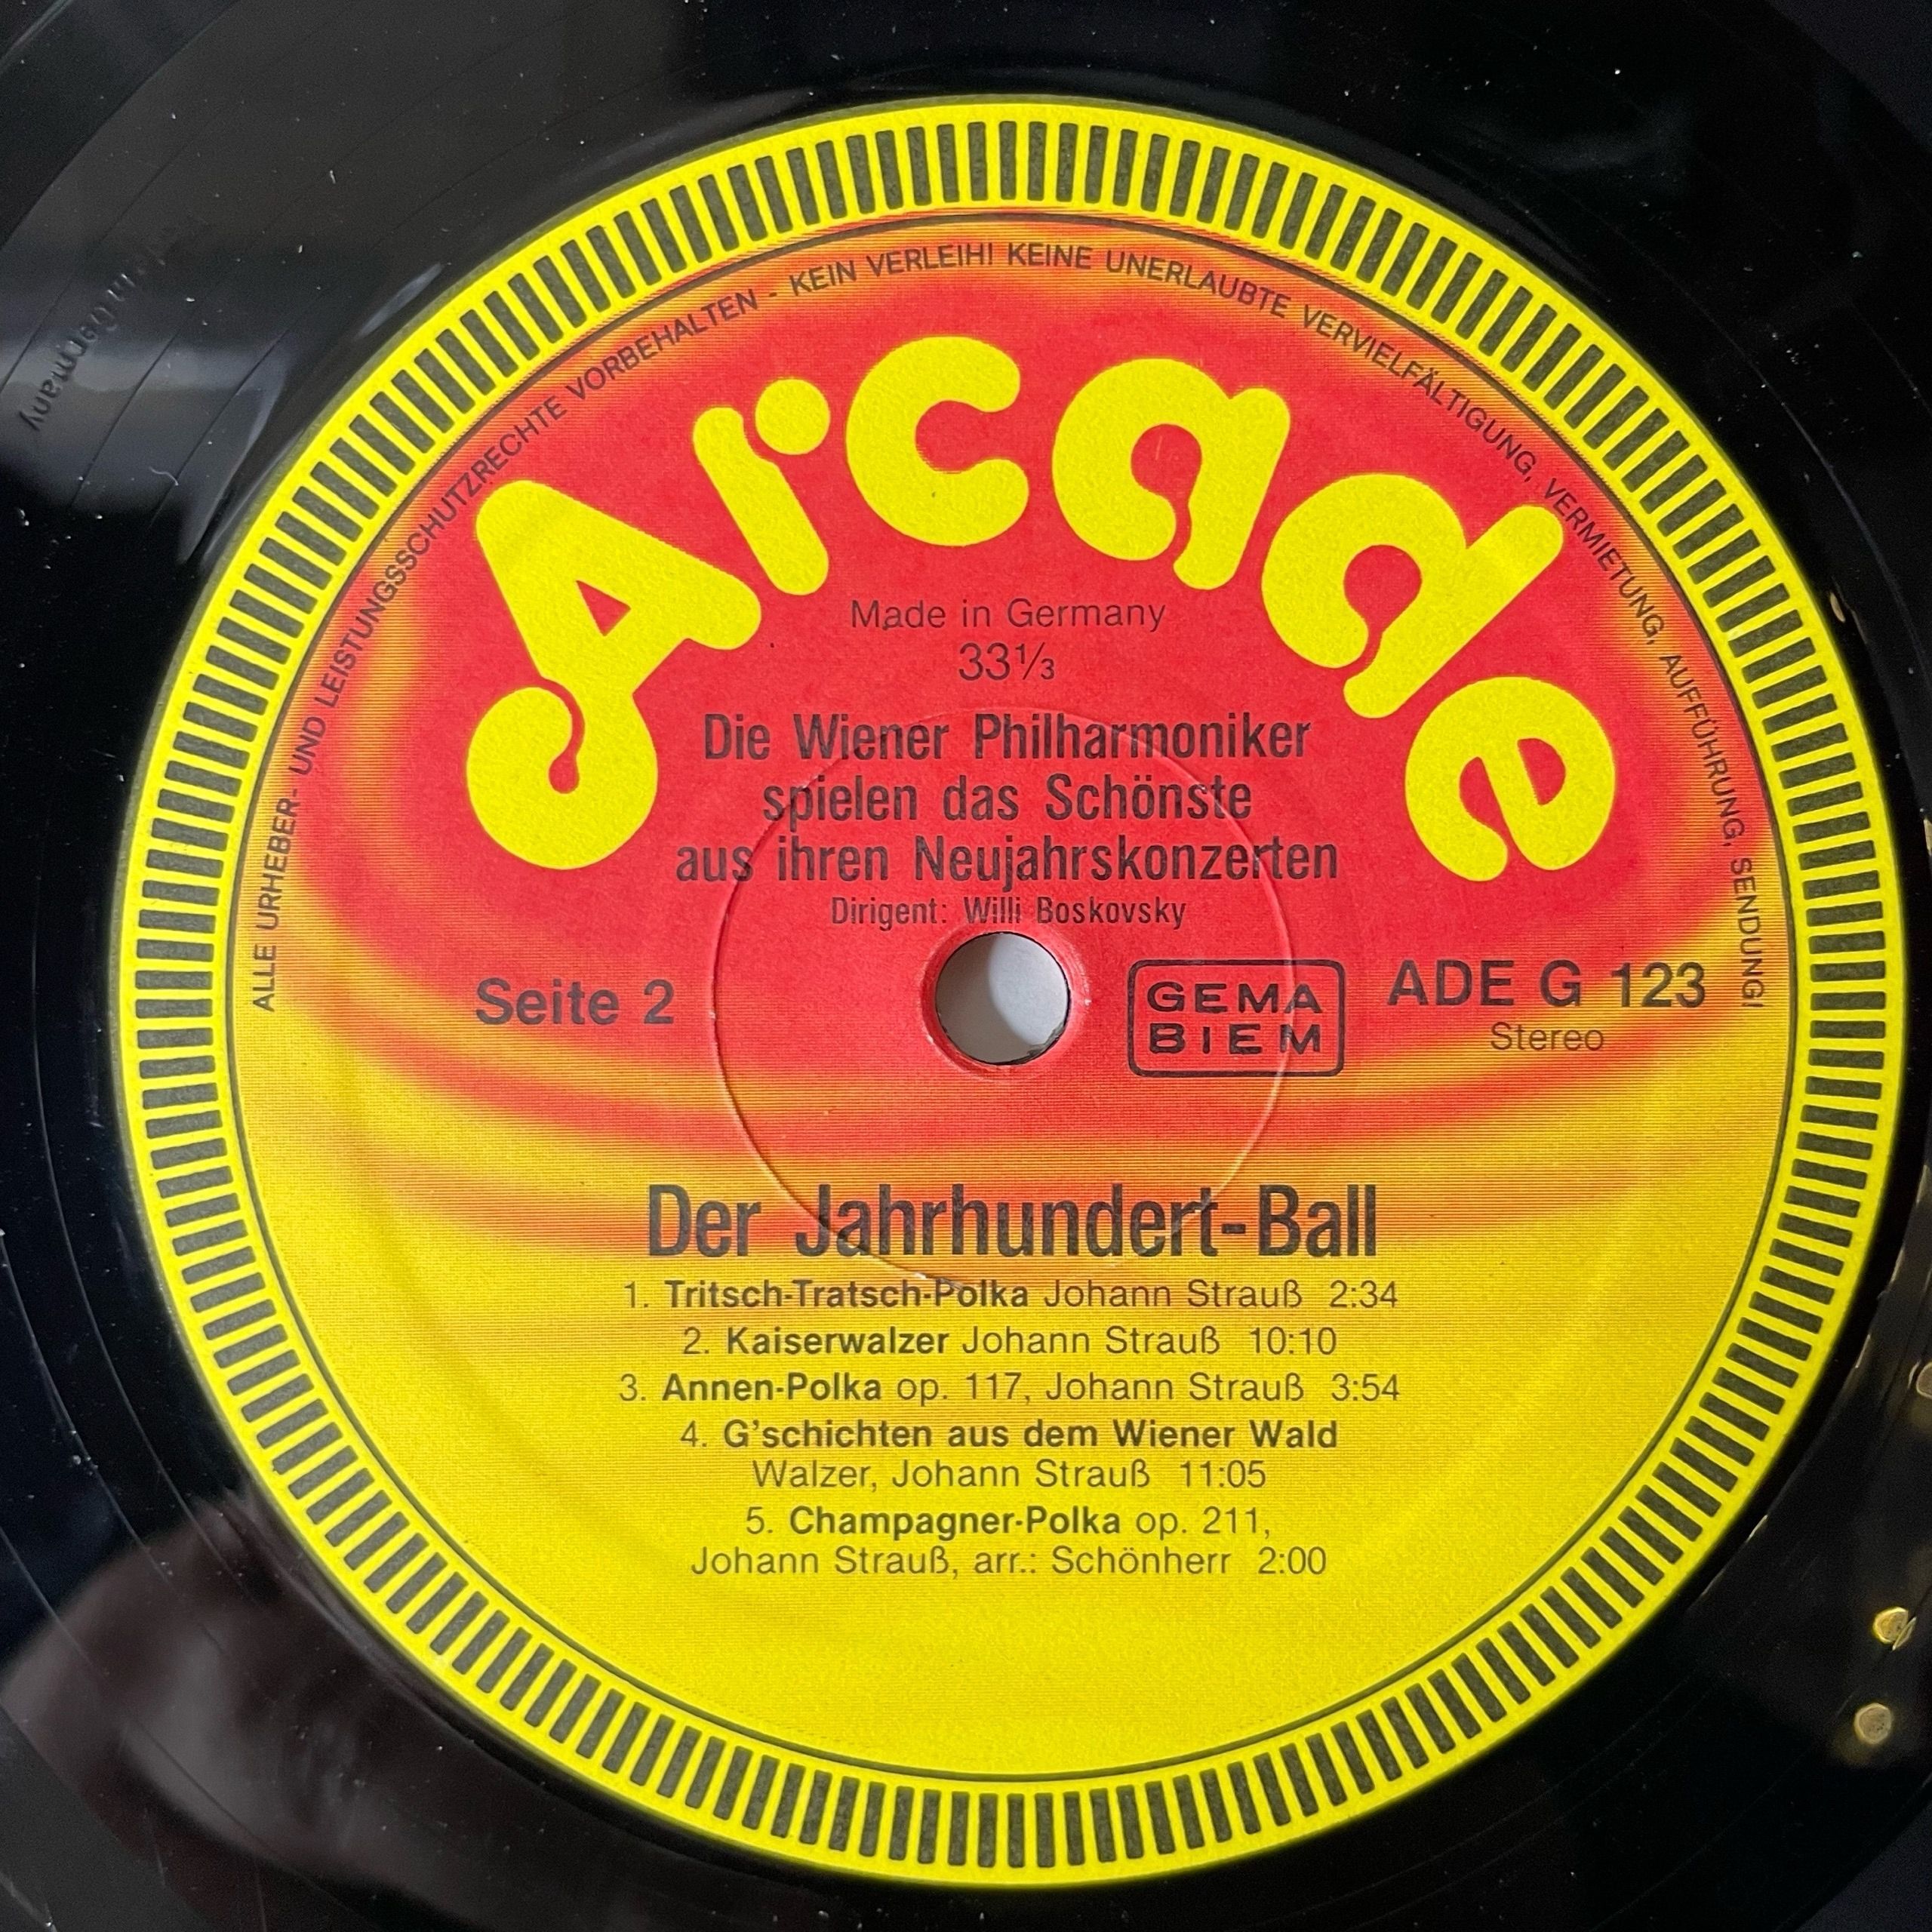 ALLE URHEBER- UND LEISTUNGSSCHUTZRECHTE VORBEHALTEN - KEIN VERLEIH! KEINE UNERLAUBTE VERVIELFÄLTIGUNG, VERMIETUNG, AUFFÜHRUNG, SENDUNG!
Arcade
Made in Germany
33⅓
Die Wiener Philharmoniker
spielen das Schönste
aus ihren Neujahrskonzerten
Dirigent: Willi Boskovsky
Seite 2
GEMA
BIEM
ADE G 123
Stereo
Der Jahrhundert-Ball
1. Tritsch-Tratsch-Polka Johann Strauß 2:34
2. Kaiserwalzer Johann Strauß 10:10
3. Annen-Polka op. 117, Johann Strauß 3:54
4. G'schichten aus dem Wiener Wald
Walzer, Johann Strauß 11:05
5. Champagner-Polka op. 211,
Johann Strauß, arr.: Schönherr 2:00
in Germany